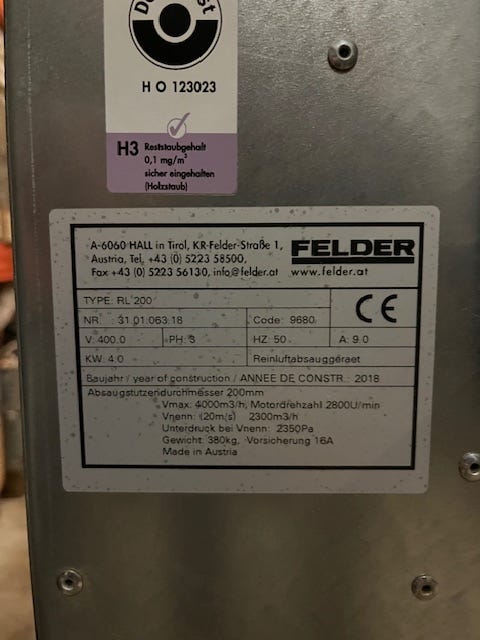 H O 123023
H3 Reststaubgehalt
0,1 mg/m³
sicher eingehalten
(Holzstaub)
A-6060 HALL in Tirol, KR-Felder-Straße 1,
Austria, Tel. +43 (0) 5223 58500,
Fax +43 (0) 5223 56130, info@felder.at
FELDER
www.felder.at
TYPE: RL 200
CE
NR. 31.01.063.18 Code: 9680
V: 400.0 PH: 3 HZ: 50 A: 9.0
KW: 4.0 Reinluftabsauggeraet
Baujahr / year of construction / ANNEE DE CONSTR.: 2018
Absaugstutzendurchmesser 200mm
Vmax: 4000m3/h, Motordrehzahl 2800U/min
Vnenn: (20m/s) 2300m3/h
Unterdruck bei Vnenn: 2350Pa
Gewicht: 380kg, Vorsicherung 16A
Made in Austria